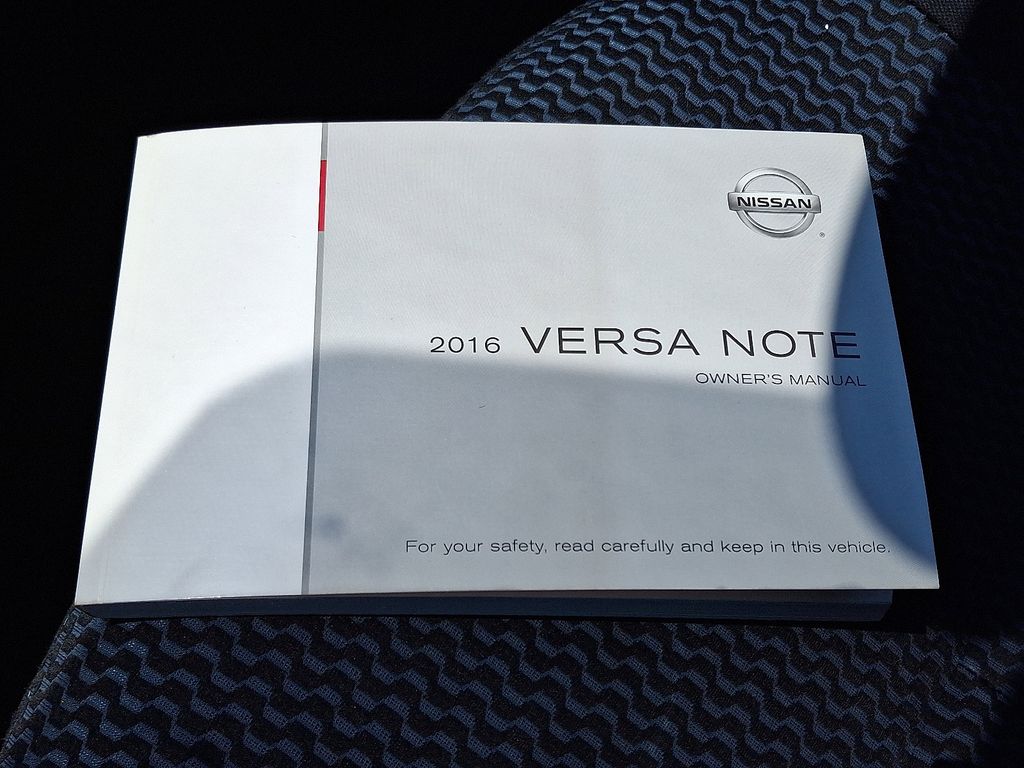 NISSAN
®
2016 VERSA NOTE
OWNER'S MANUAL
For your safety, read carefully and keep in this vehicle.